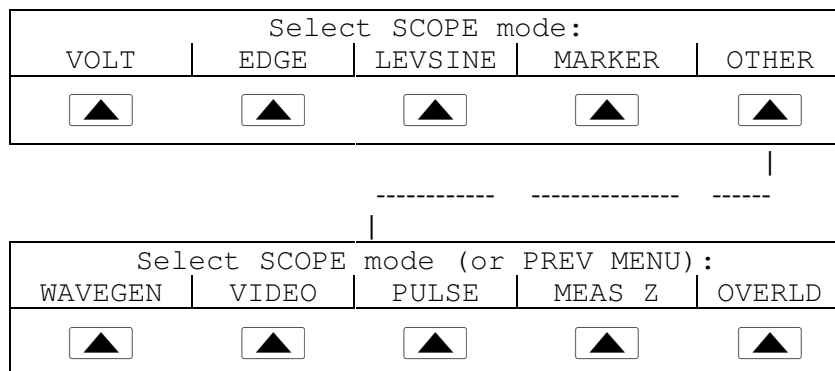 Select SCOPE mode:
VOLT EDGE LEVSINE MARKER OTHER
Select SCOPE mode (or PREV MENU):
WAVEGEN VIDEO PULSE MEAS Z OVERLD